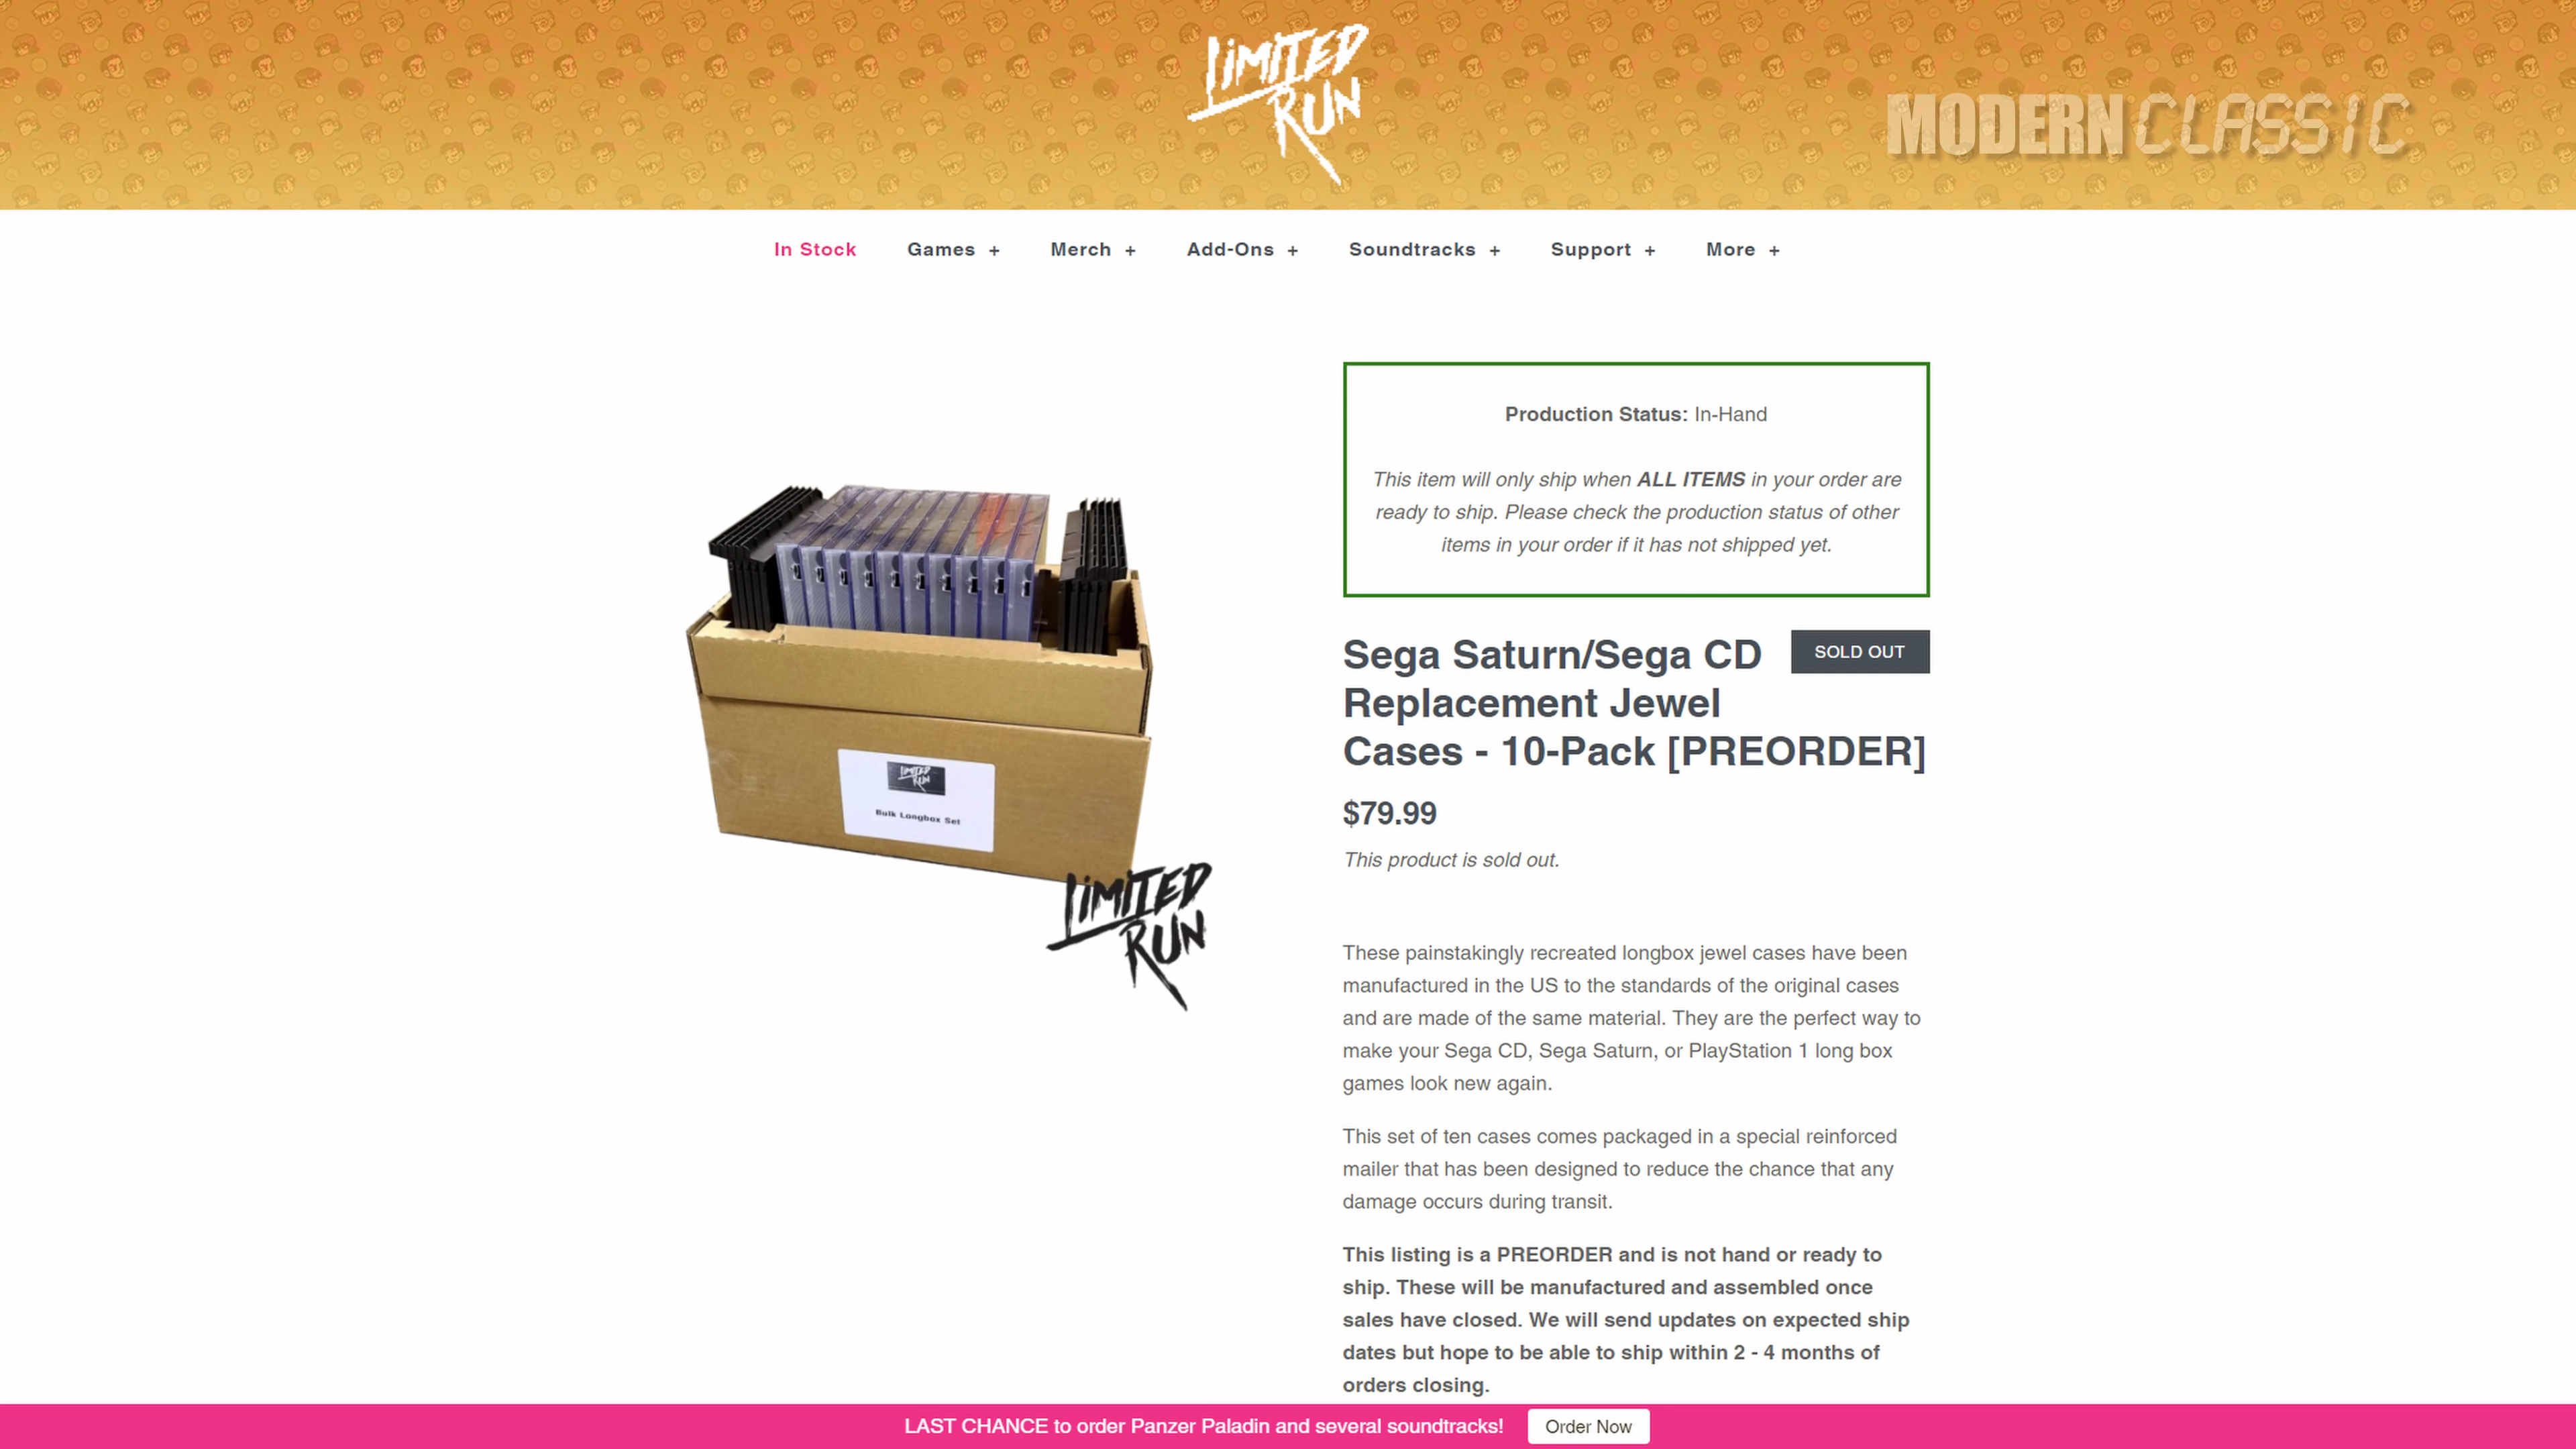 LIMITED
RUN
MODERN CLASSIC
In Stock
Games +
Merch +
Add-Ons +
Soundtracks +
Support +
More +
Production Status: In-Hand
This item will only ship when ALL ITEMS in your order are
ready to ship. Please check the production status of other
items in your order if it has not shipped yet.
Sega Saturn/Sega CD
Replacement Jewel
Cases - 10-Pack [PREORDER]
SOLD OUT
$79.99
This product is sold out.
LIMITED
RUN
Bulk Longbox Set
LIMITED
RUN
These painstakingly recreated longbox jewel cases have been
manufactured in the US to the standards of the original cases
and are made of the same material. They are the perfect way to
make your Sega CD, Sega Saturn, or PlayStation 1 long box
games look new again.
This set of ten cases comes packaged in a special reinforced
mailer that has been designed to reduce the chance that any
damage occurs during transit.
This listing is a PREORDER and is not hand or ready to
ship. These will be manufactured and assembled once
sales have closed. We will send updates on expected ship
dates but hope to be able to ship within 2 - 4 months of
orders closing.
LAST CHANCE to order Panzer Paladin and several soundtracks!
Order Now